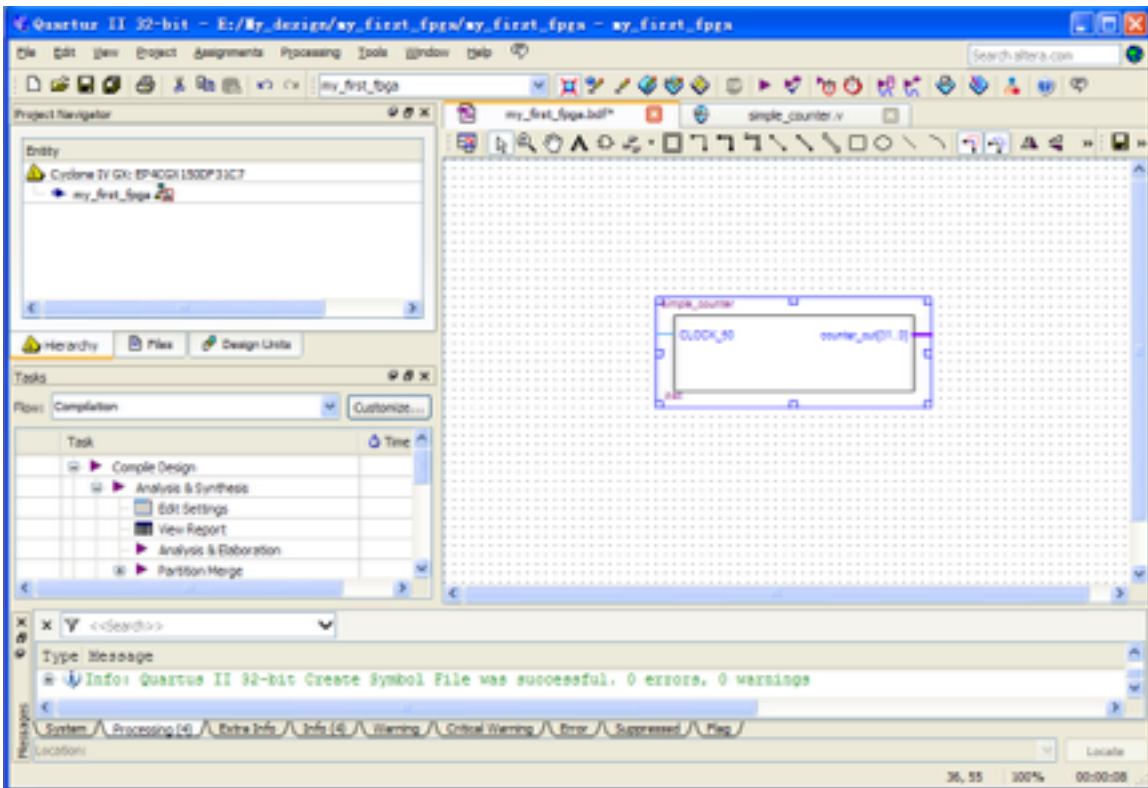 Quartus II 32-bit - E:/My_design/my_first_fpga/my_first_fpga - my_first_fpga
File Edit View Project Assignments Processing Tools Window Help
Search altera.com
my_first_fpga
Project Navigator
my_first_fpga.bdf*
simple_counter.v
Entity
Cyclone IV GX: EP4CGX150DF31C7
my_first_fpga
simple_counter
CLOCK_50
counter_out[31..0]
inst
Hierarchy
Files
Design Units
Tasks
Flow: Compilation
Customize...
Task
Time
Compile Design
Analysis & Synthesis
Edit Settings
View Report
Analysis & Elaboration
Partition Merge
<<Search>>
Type Message
Info: Quartus II 32-bit Create Symbol File was successful. 0 errors, 0 warnings
System Processing (4) Extra Info Info (4) Warning Critical Warning Error Suppressed Flag
Messages
Location:
Locate
36, 55 100% 00:00:08